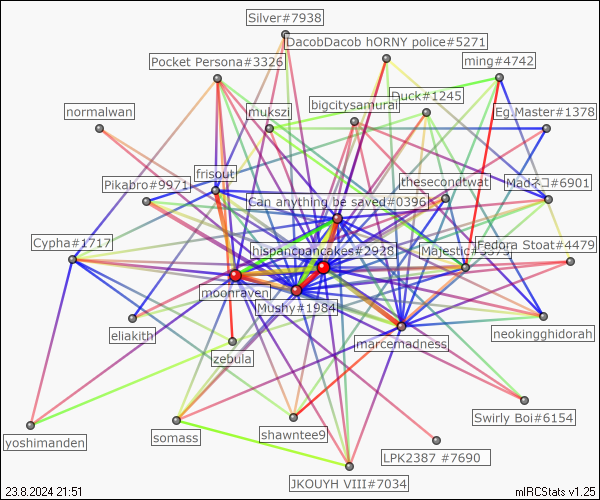 Silver#7938
DacobDacob hORNY police#5271
Pocket Persona#3326
ming#4742
Duck#1245
normalwan
mukszi
bigcitysamurai
Eg.Master#1378
frisout
Pikabro#9971
thesecondtwat
Madネコ#6901
Can anything be saved#0396
Cypha#1717
hispancpancakes#2928
Fedora Stoat#4479
moonraven
Mushy#1984
eliakith
marcemadness
neokingghidorah
zebula
Swirly Boi#6154
yoshimanden
somass
shawntee9
LPK2387 #7690
JKOUYH VIII#7034
23.8.2024 21:51
mIRCStats v1.25